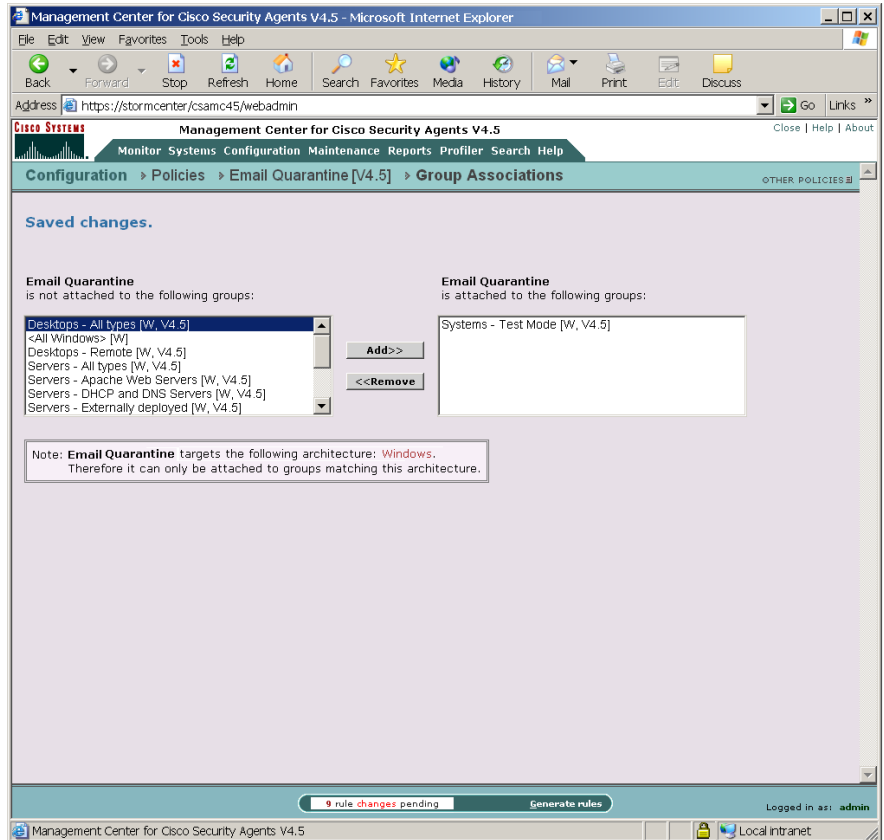 Management Center for Cisco Security Agents V4.5 - Microsoft Internet Explorer
File Edit View Favorites Tools Help
Back Forward Stop Refresh Home Search Favorites Media History Mail Print Edit Discuss
Address https://stormcenter/csamc45/webadmin Go Links »
CISCO SYSTEMS Management Center for Cisco Security Agents V4.5 Close | Help | About
Monitor Systems Configuration Maintenance Reports Profiler Search Help
Configuration > Policies > Email Quarantine [V4.5] > Group Associations OTHER POLICIES
Saved changes.
Email Quarantine
is not attached to the following groups:
Desktops - All types [W, V4.5]
<All Windows> [W]
Desktops - Remote [W, V4.5]
Servers - All types [W, V4.5]
Servers - Apache Web Servers [W, V4.5]
Servers - DHCP and DNS Servers [W, V4.5]
Servers - Externally deployed [W, V4.5]
Add>>
<<Remove
Email Quarantine
is attached to the following groups:
Systems - Test Mode [W, V4.5]
Note: Email Quarantine targets the following architecture: Windows.
Therefore it can only be attached to groups matching this architecture.
9 rule changes pending Generate rules Logged in as: admin
Management Center for Cisco Security Agents V4.5 Local intranet